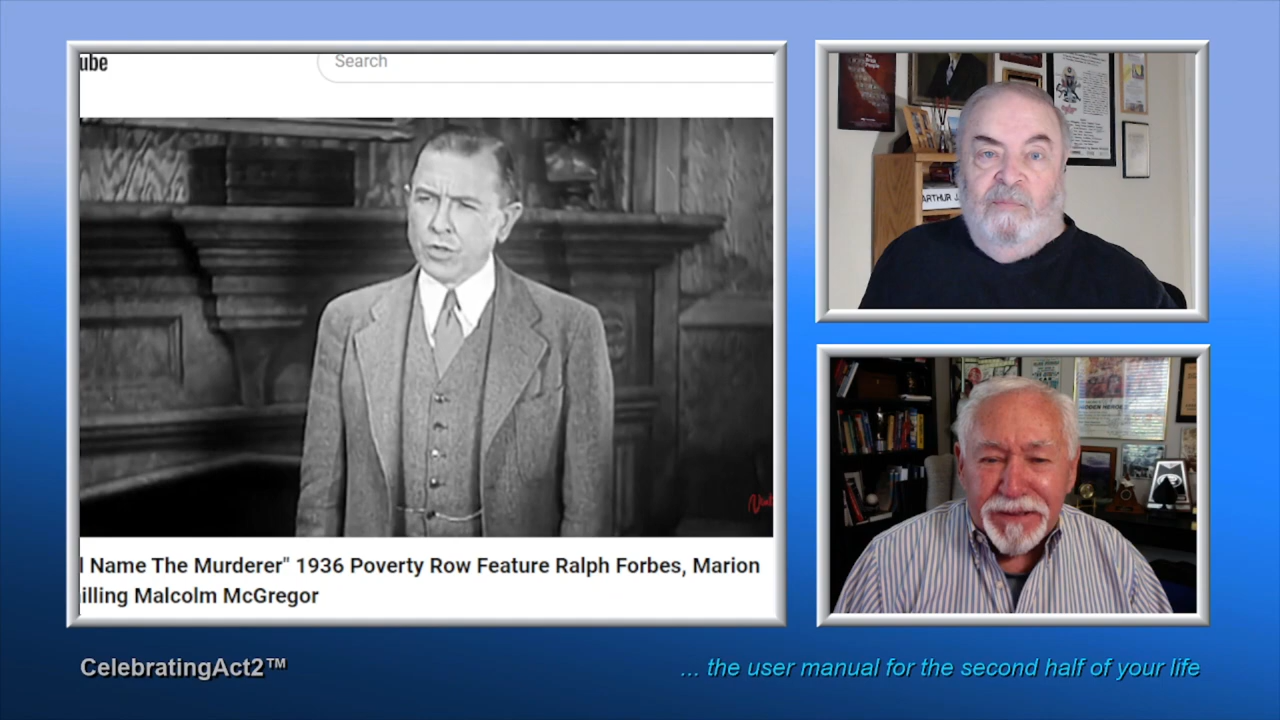 ube
Search
l Name The Murderer" 1936 Poverty Row Feature Ralph Forbes, Marion
illing Malcolm McGregor
ARTHUR J.
CelebratingAct2™
... the user manual for the second half of your life